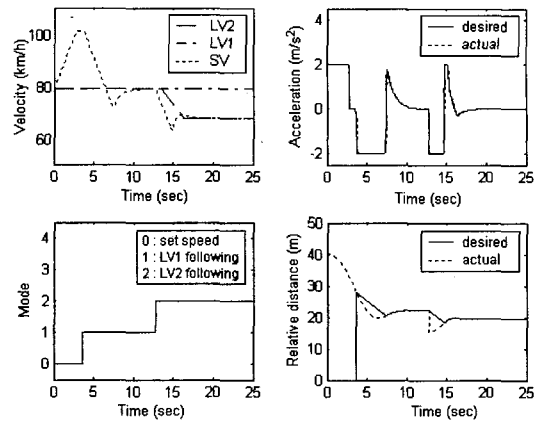 LV2
LV1
SV
100
80
60
Velocity (km/h)
0 5 10 15 20 25
Time (sec)
desired
actual
4
2
0
-2
Acceleration (m/s²)
0 5 10 15 20 25
Time (sec)
0 : set speed
1 : LV1 following
2 : LV2 following
4
3
2
1
0
Mode
0 5 10 15 20 25
Time (sec)
desired
actual
50
40
30
20
10
0
Relative distance (m)
0 5 10 15 20 25
Time (sec)